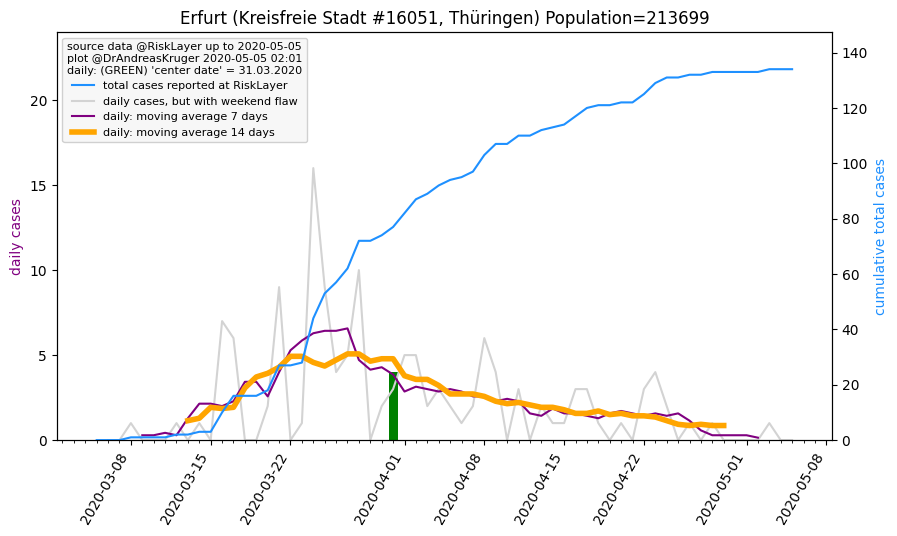 Erfurt (Kreisfreie Stadt #16051, Thüringen) Population=213699
source data @RiskLayer up to 2020-05-05
plot @DrAndreasKruger 2020-05-05 02:01
daily: (GREEN) 'center date' = 31.03.2020
total cases reported at RiskLayer
daily cases, but with weekend flaw
daily: moving average 7 days
daily: moving average 14 days
daily cases
20
15
10
5
0
140
120
100
80
60
40
20
0
cumulative total cases
2020-03-08
2020-03-15
2020-03-22
2020-04-01
2020-04-08
2020-04-15
2020-04-22
2020-05-01
2020-05-08